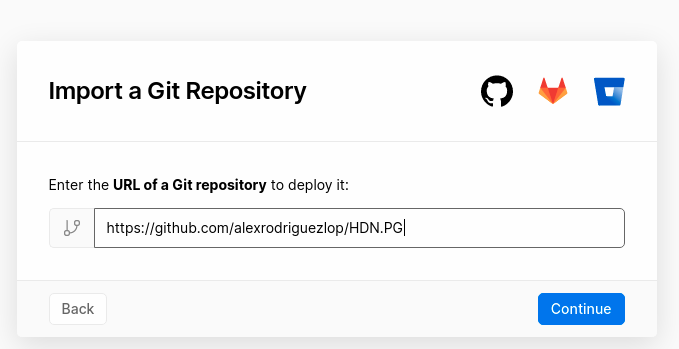 Import a Git Repository
Enter the URL of a Git repository to deploy it:
https://github.com/alexrodriguezlop/HDN.PG
Back
Continue